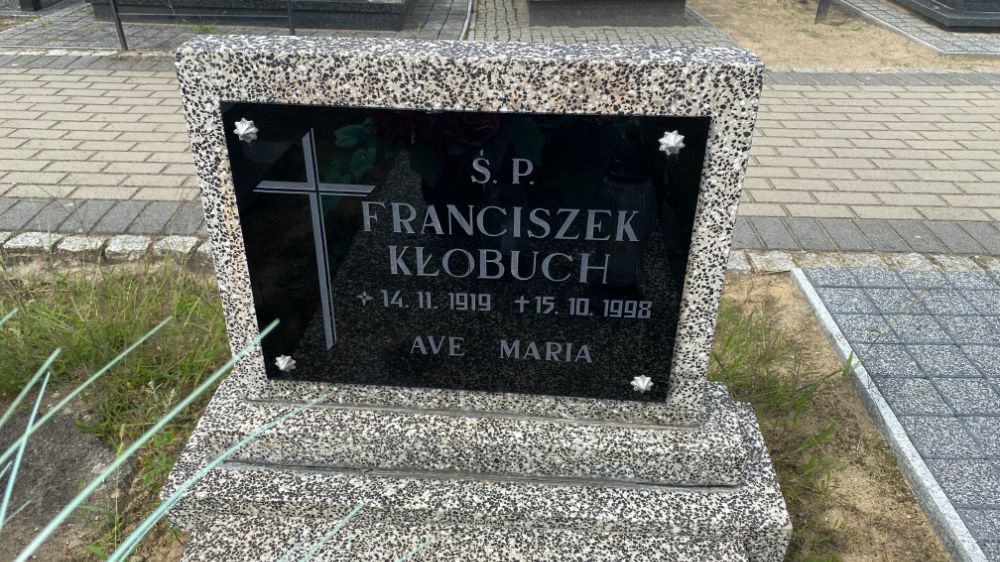 Ś. P.
FRANCISZEK
KŁOBUCH
✧ 14. 11. 1919 ✝ 15. 10. 1998
AVE MARIA